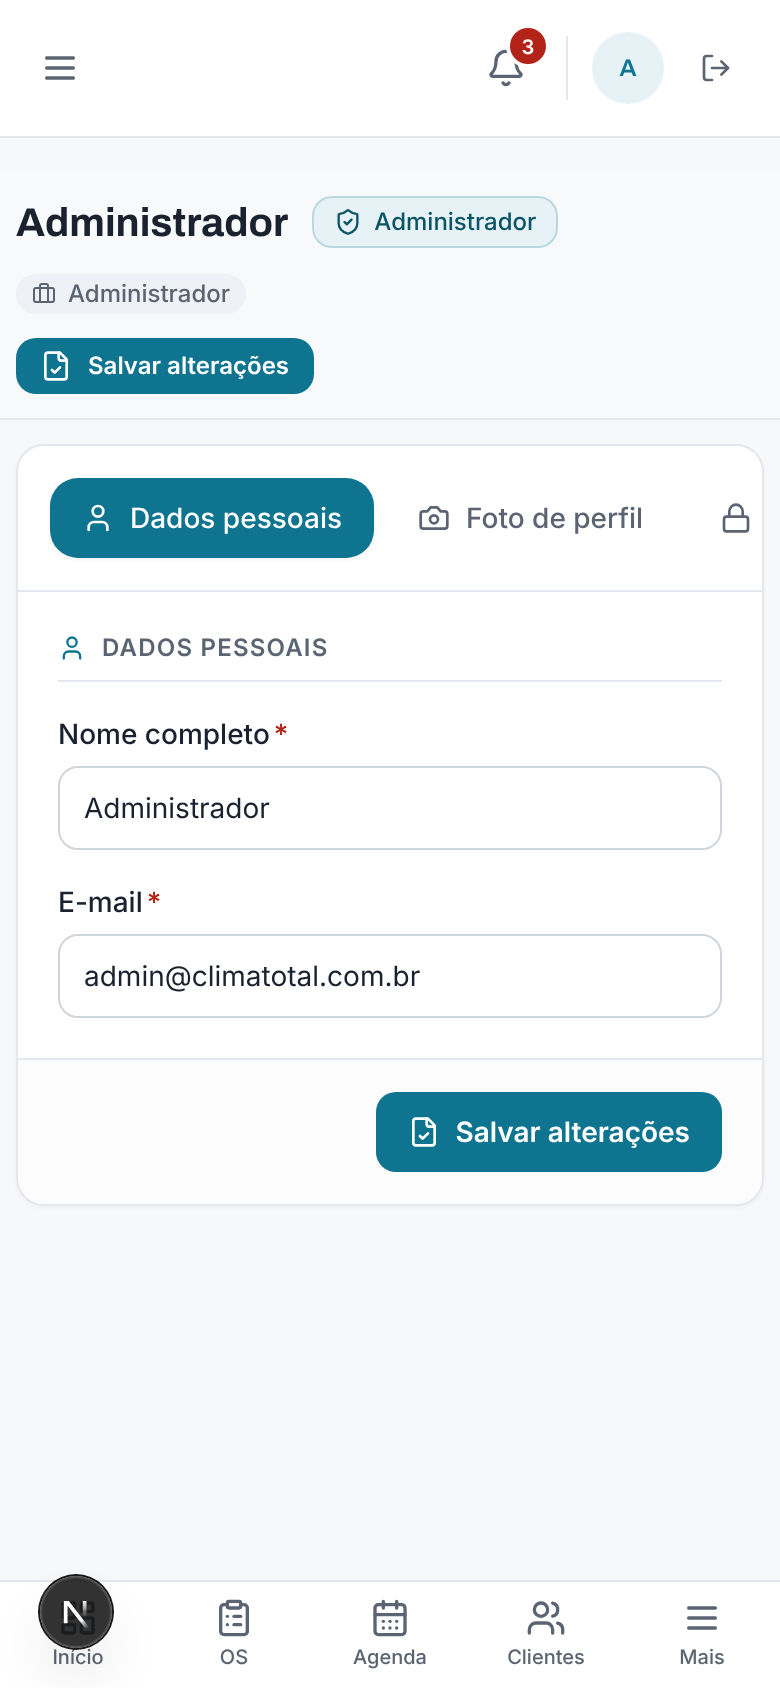 3
A
Administrador
Administrador
Administrador
Salvar alterações
Dados pessoais
Foto de perfil
DADOS PESSOAIS
Nome completo *
Administrador
E-mail *
admin@climatotal.com.br
Salvar alterações
N
Início
OS
Agenda
Clientes
Mais